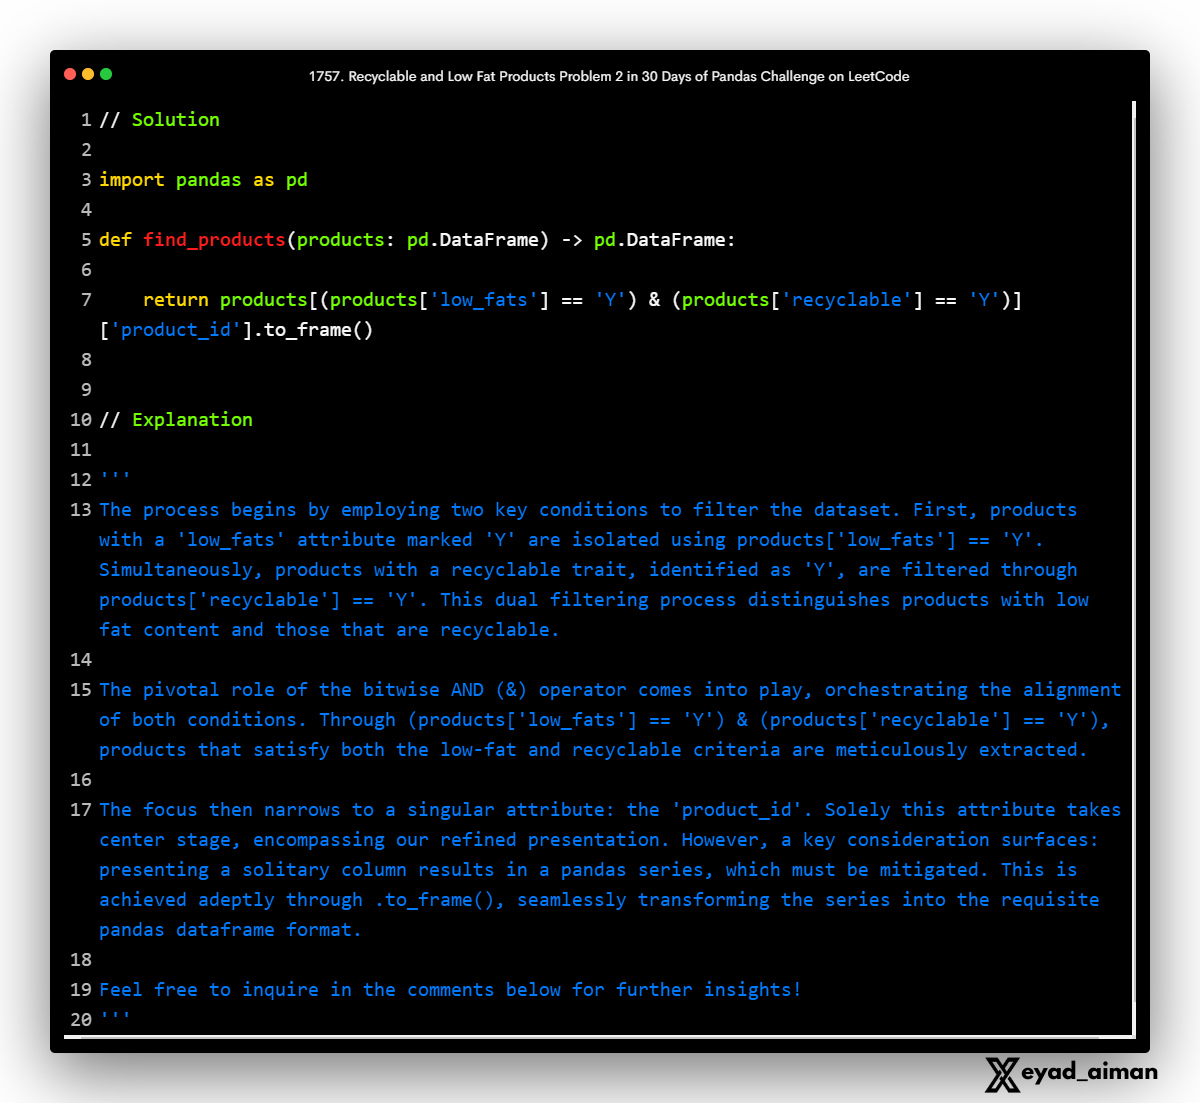 1757. Recyclable and Low Fat Products Problem 2 in 30 Days of Pandas Challenge on LeetCode
1 // Solution
2
3 import pandas as pd
4
5 def find_products(products: pd.DataFrame) -> pd.DataFrame:
6
7     return products[(products['low_fats'] == 'Y') & (products['recyclable'] == 'Y')]
['product_id'].to_frame()
8
9
10 // Explanation
11
12 '''
13 The process begins by employing two key conditions to filter the dataset. First, products
with a 'low_fats' attribute marked 'Y' are isolated using products['low_fats'] == 'Y'.
Simultaneously, products with a recyclable trait, identified as 'Y', are filtered through
products['recyclable'] == 'Y'. This dual filtering process distinguishes products with low
fat content and those that are recyclable.
14
15 The pivotal role of the bitwise AND (&) operator comes into play, orchestrating the alignment
of both conditions. Through (products['low_fats'] == 'Y') & (products['recyclable'] == 'Y'),
products that satisfy both the low-fat and recyclable criteria are meticulously extracted.
16
17 The focus then narrows to a singular attribute: the 'product_id'. Solely this attribute takes
center stage, encompassing our refined presentation. However, a key consideration surfaces:
presenting a solitary column results in a pandas series, which must be mitigated. This is
achieved adeptly through .to_frame(), seamlessly transforming the series into the requisite
pandas dataframe format.
18
19 Feel free to inquire in the comments below for further insights!
20 '''
eyad_aiman